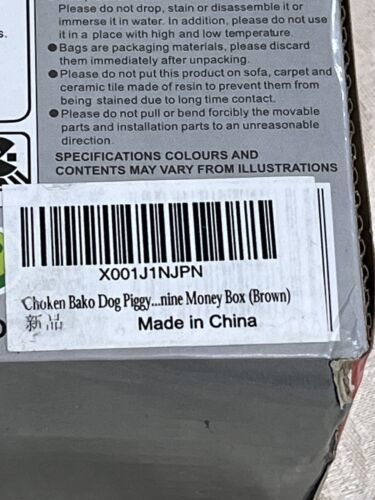 Please do not drop, stain or disassemble it or
immerse it in water. In addition, please do not use
it in a place with high and low temperature.
●Bags are packaging materials, please discard
them immediately after unpacking.
●Please do not put this product on sofa, carpet and
ceramic tile made of resin to prevent them from
being stained due to long time contact.
●Please do not pull or bend forcibly the movable
parts and installation parts to an unreasonable
direction.
SPECIFICATIONS COLOURS AND
CONTENTS MAY VARY FROM ILLUSTRATIONS
X001J1NJPN
Choken Bako Dog Piggy...nine Money Box (Brown)
新品
Made in China